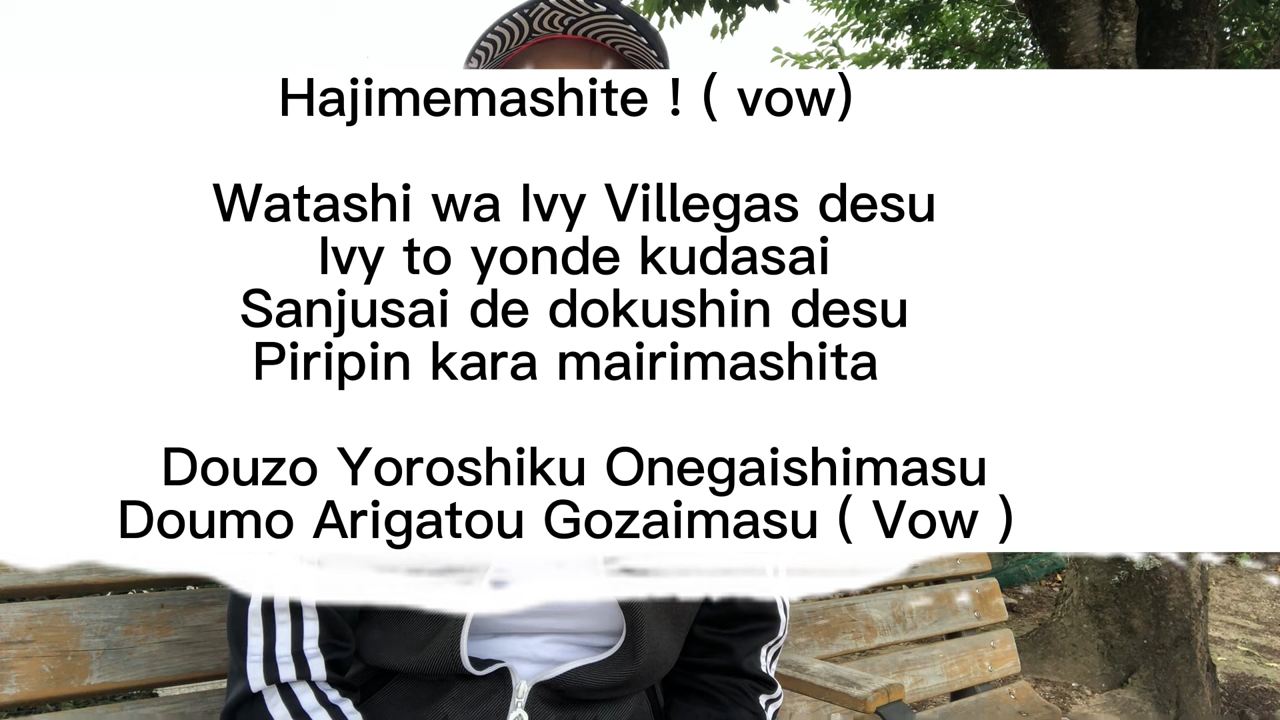 Hajimemashite ! ( vow)
Watashi wa Ivy Villegas desu
Ivy to yonde kudasai
Sanjusai de dokushin desu
Piripin kara mairimashita
Douzo Yoroshiku Onegaishimasu
Doumo Arigatou Gozaimasu ( Vow )